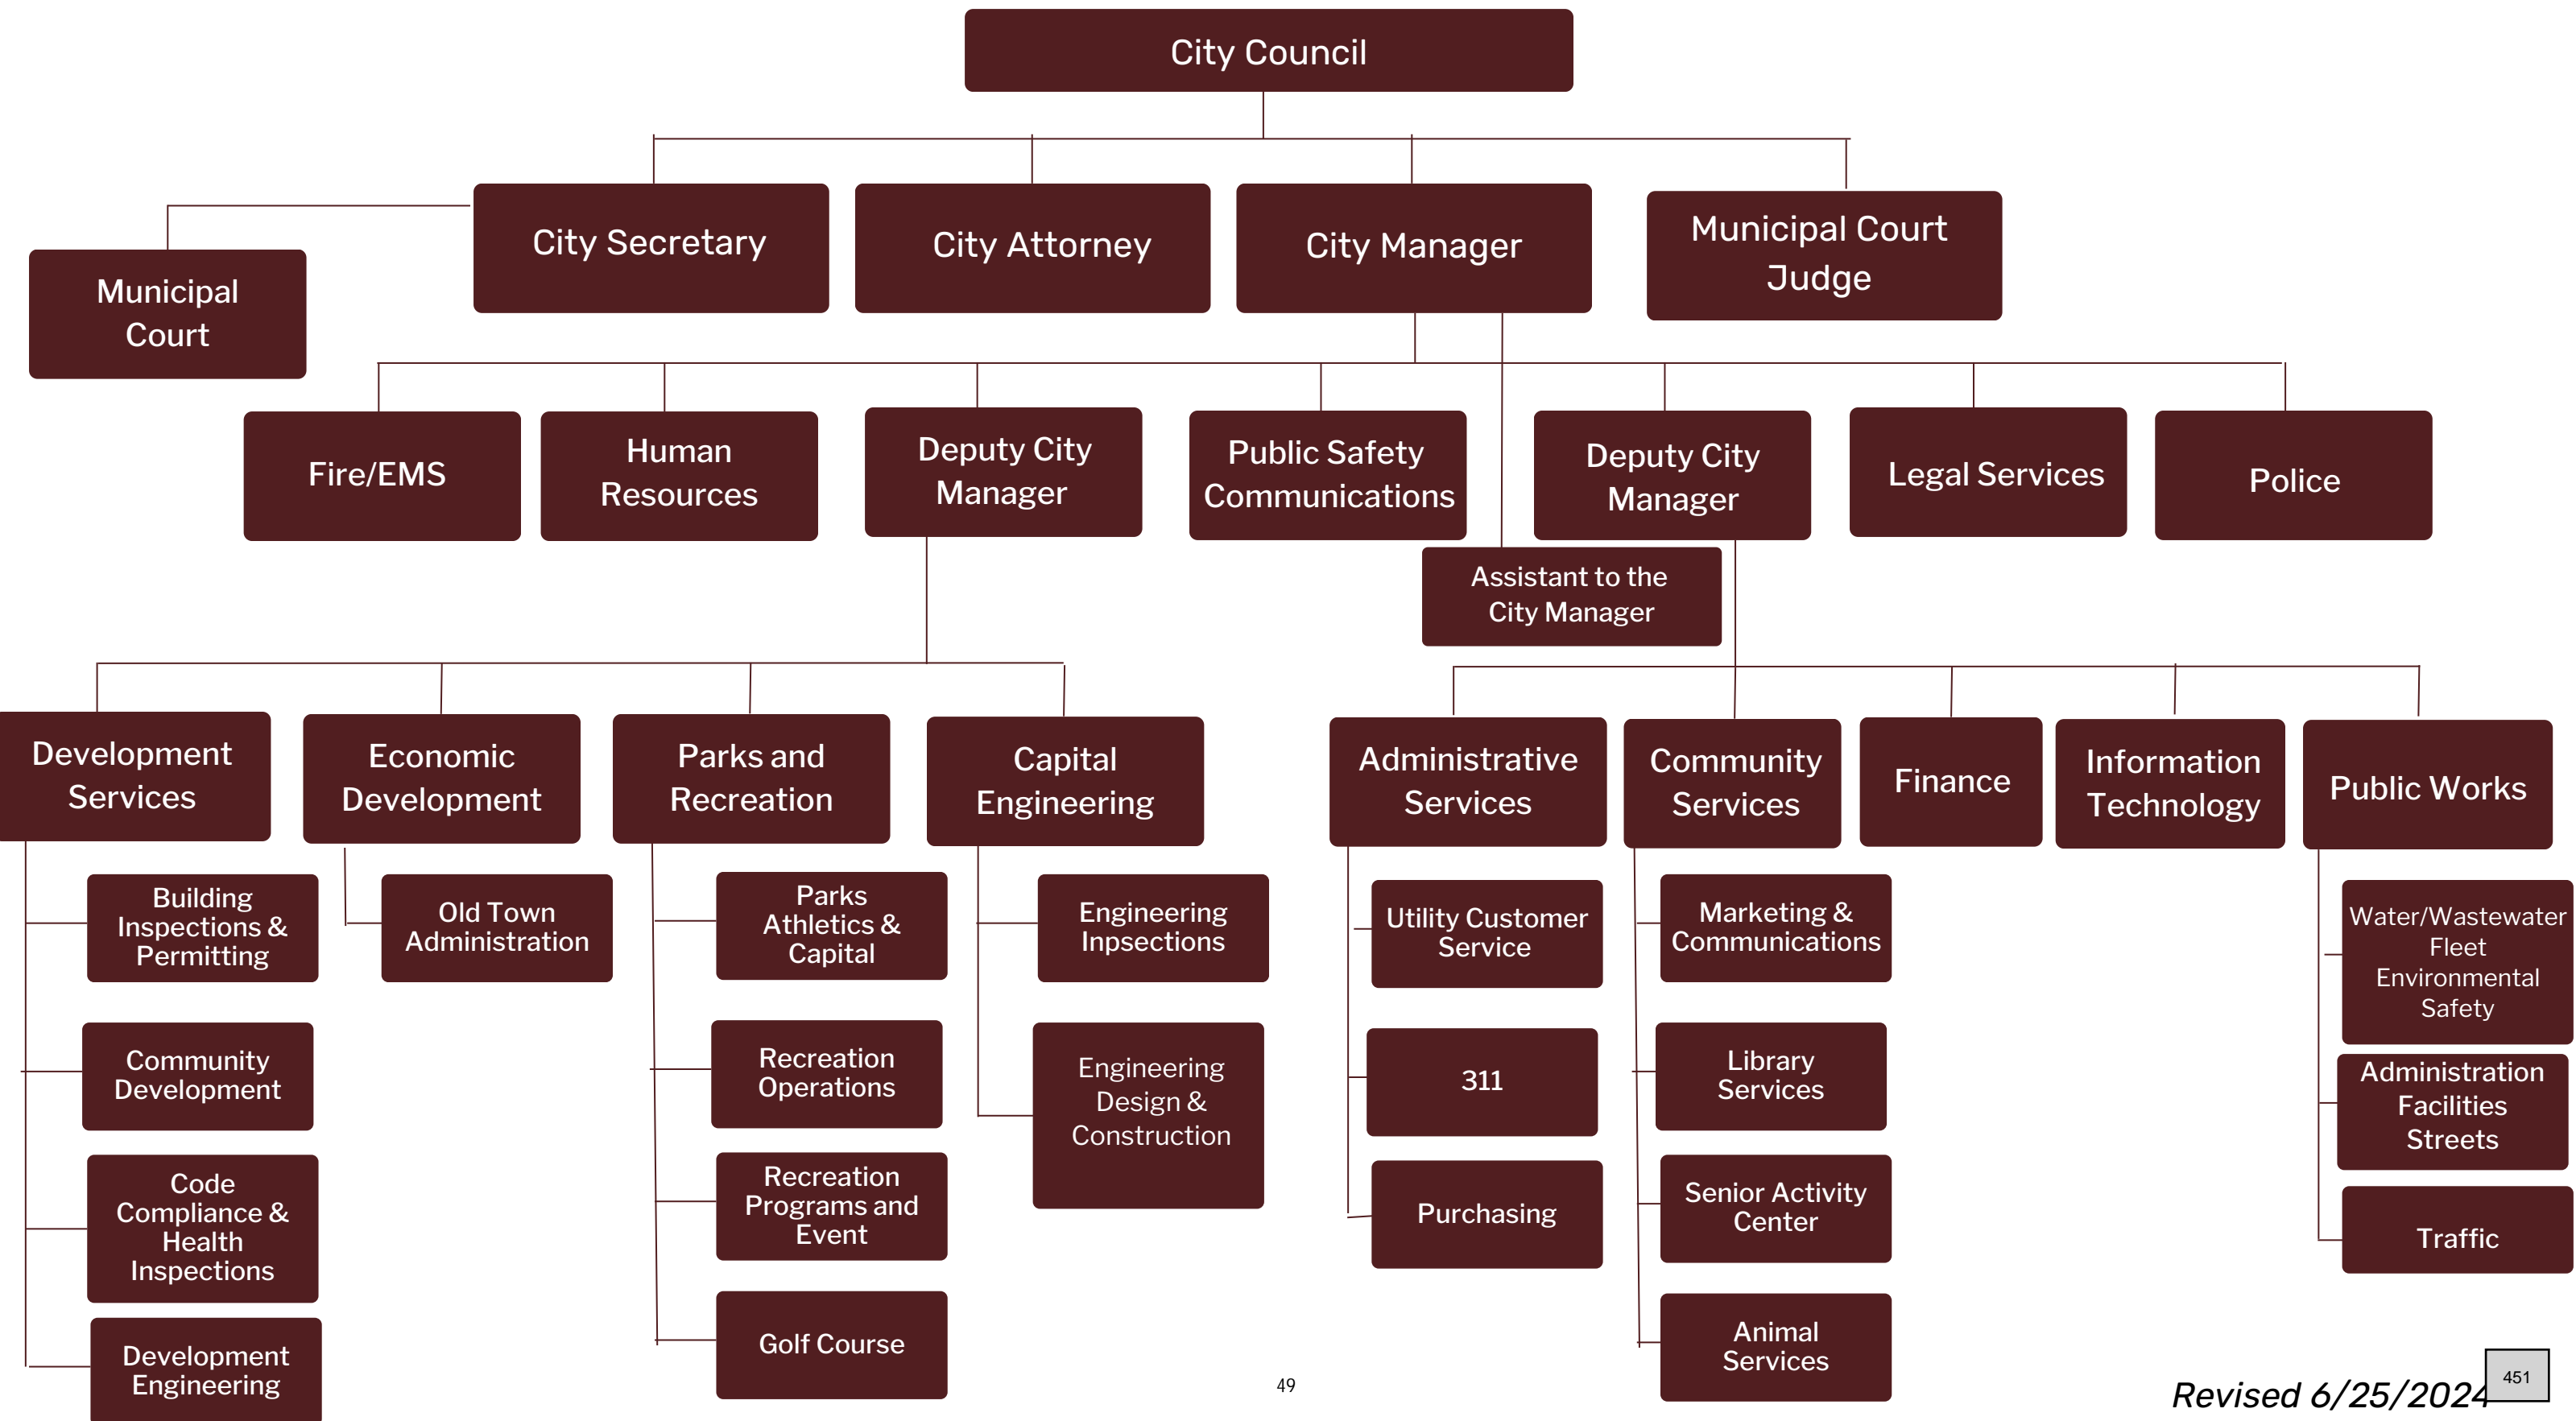 City Council
City Secretary
City Attorney
City Manager
Municipal Court
Judge
Municipal
Court
Fire/EMS
Human
Resources
Deputy City
Manager
Public Safety
Communications
Deputy City
Manager
Legal Services
Police
Assistant to the
City Manager
Development
Services
Economic
Development
Parks and
Recreation
Capital
Engineering
Administrative
Services
Community
Services
Finance
Information
Technology
Public Works
Building
Inspections &
Permitting
Community
Development
Code
Compliance &
Health
Inspections
Development
Engineering
Old Town
Administration
Parks
Athletics &
Capital
Recreation
Operations
Recreation
Programs and
Event
Golf Course
Engineering
Inpsections
Engineering
Design &
Construction
Utility Customer
Service
311
Purchasing
Marketing &
Communications
Library
Services
Senior Activity
Center
Animal
Services
Water/Wastewater
Fleet
Environmental
Safety
Administration
Facilities
Streets
Traffic
49
Revised 6/25/2024
451